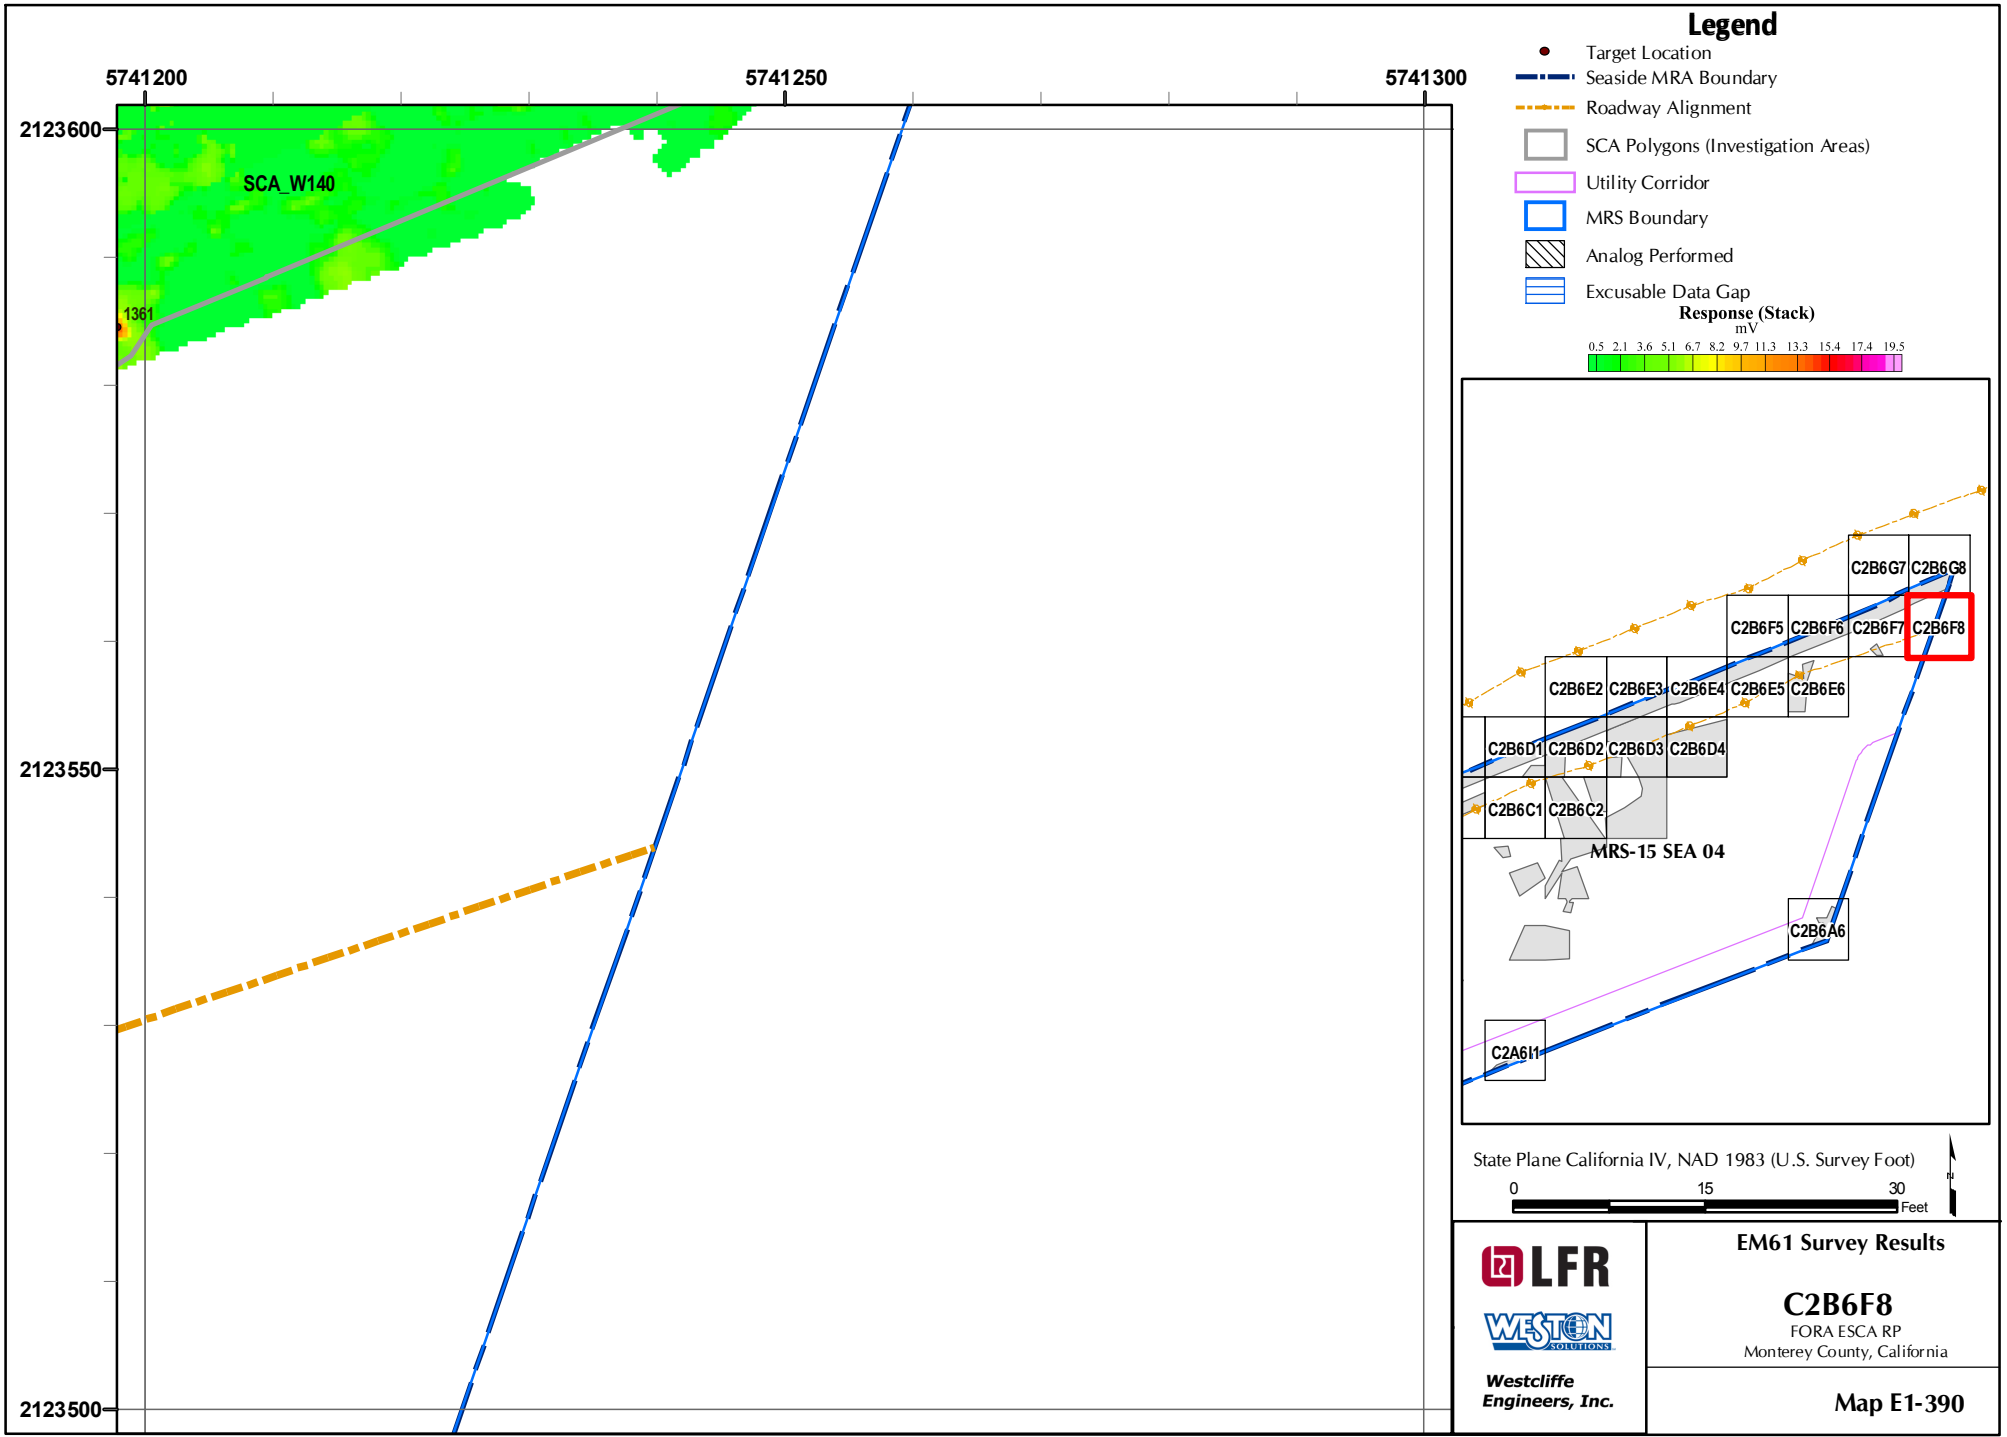 5741200
5741250
5741300
2123600
2123550
2123500
SCA_W140
1361
Legend
Target Location
Seaside MRA Boundary
Roadway Alignment
SCA Polygons (Investigation Areas)
Utility Corridor
MRS Boundary
Analog Performed
Excusable Data Gap
Response (Stack)
mV
0.5 2.1 3.6 5.1 6.7 8.2 9.7 11.3 13.3 15.4 17.4 19.5
C2B6G7 C2B6G8
C2B6F5 C2B6F6 C2B6F7 C2B6F8
C2B6E2 C2B6E3 C2B6E4 C2B6E5 C2B6E6
C2B6D1 C2B6D2 C2B6D3 C2B6D4
C2B6C1 C2B6C2
MRS-15 SEA 04
C2B6A6
C2A6I1
State Plane California IV, NAD 1983 (U.S. Survey Foot)
0 15 30
Feet
N
LFR
WESTON
SOLUTIONS
Westcliffe
Engineers, Inc.
EM61 Survey Results
C2B6F8
FORA ESCA RP
Monterey County, California
Map E1-390